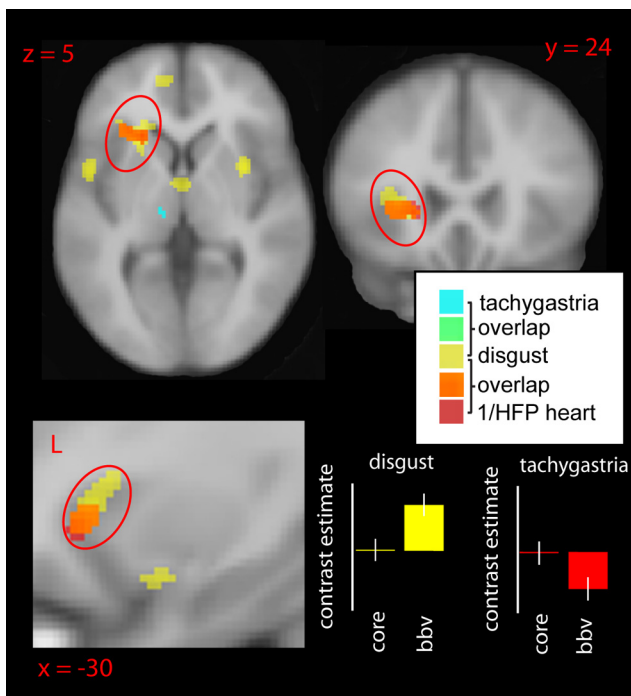 z = 5
y = 24
tachygastria
overlap
disgust
overlap
1/HFP heart
L
x = -30
disgust
contrast estimate
core
bbv
tachygastria
contrast estimate
core
bbv